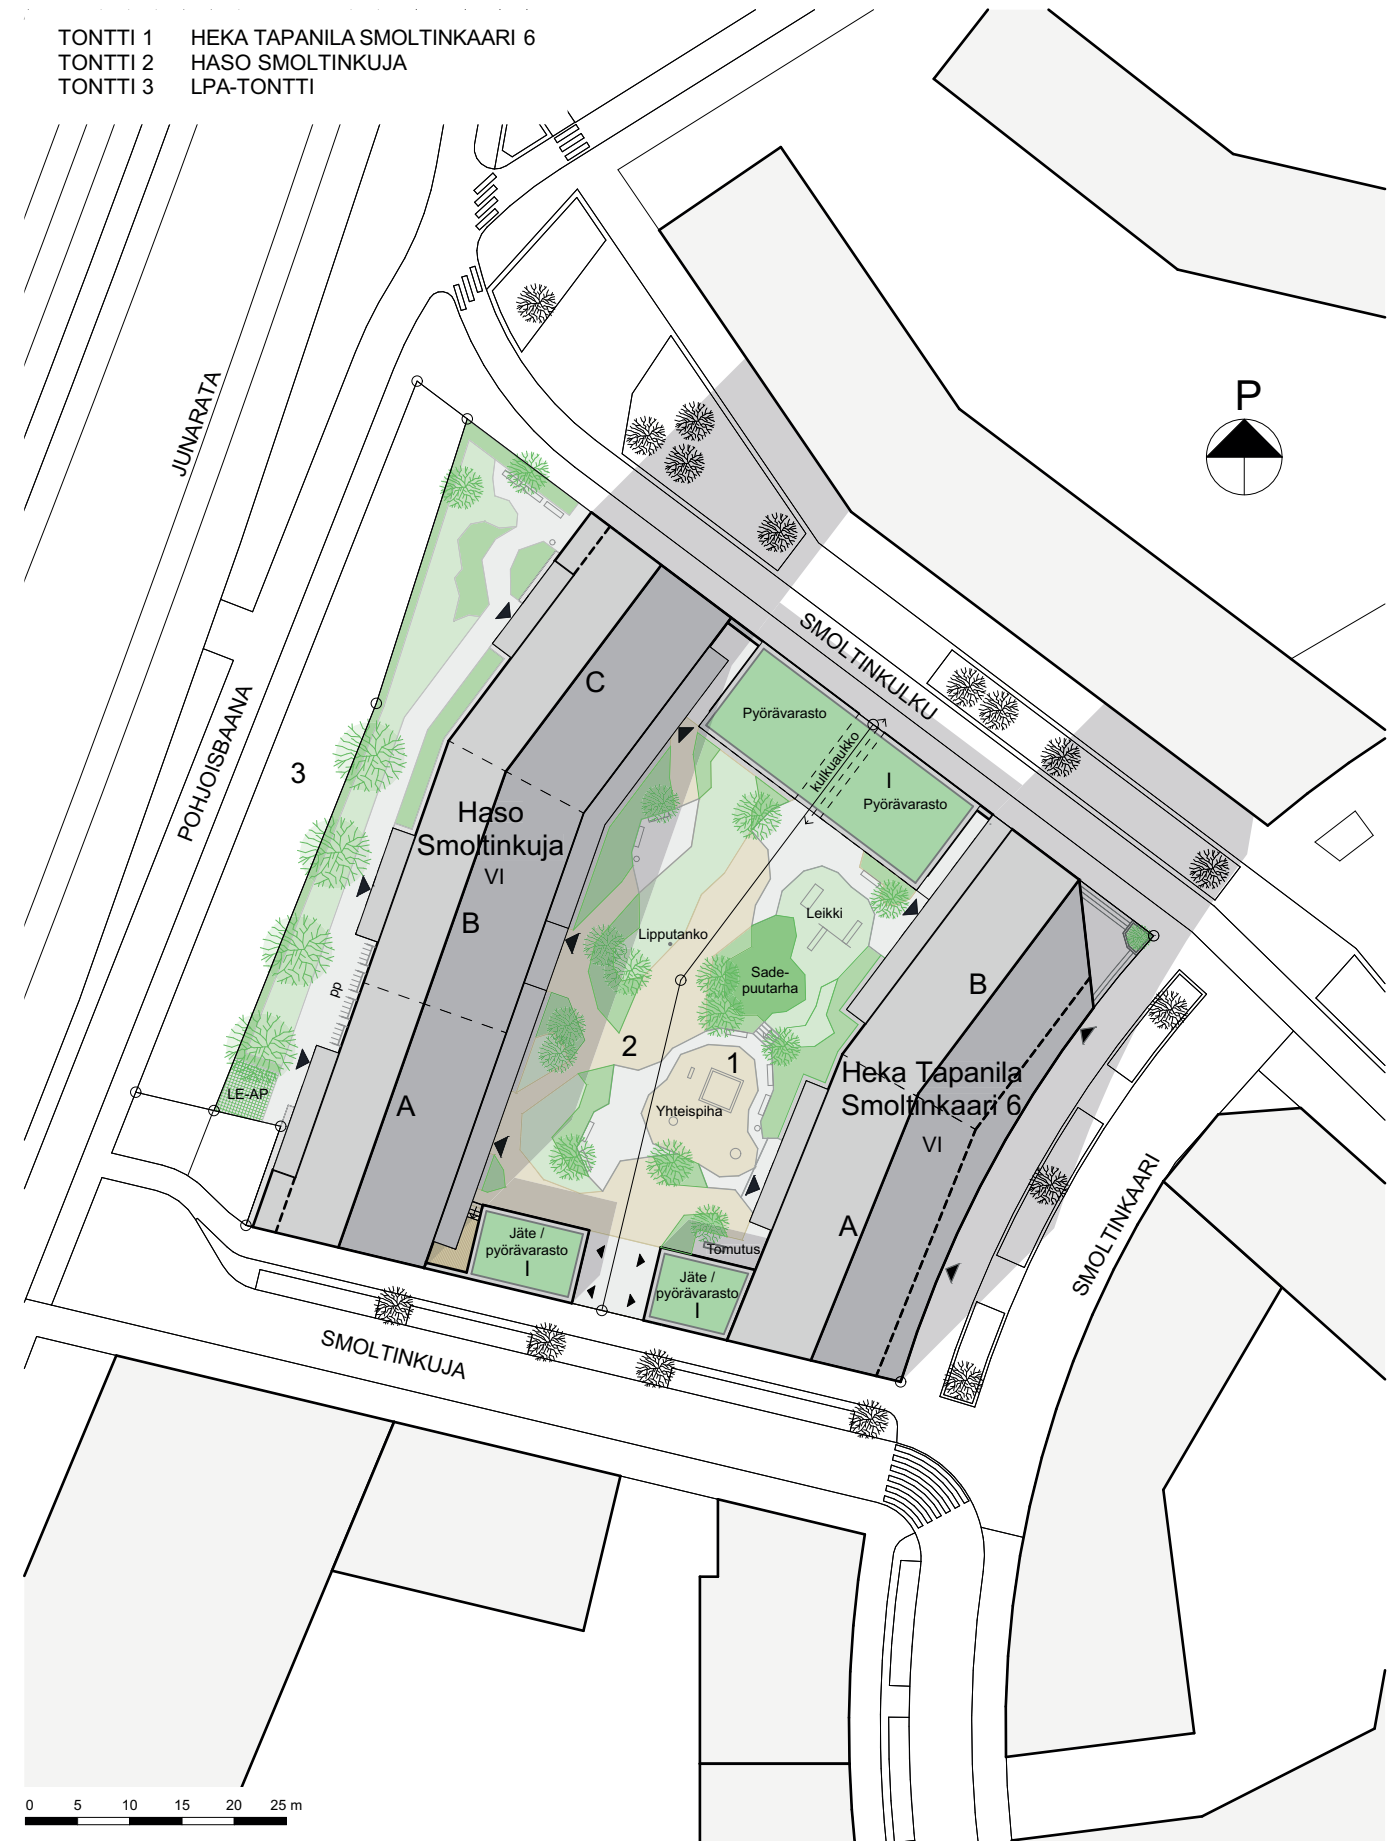 TONTTI 1 HEKA TAPANILA SMOLTINKAARI 6
TONTTI 2 HASO SMOLTINKUJA
TONTTI 3 LPA-TONTTI
P
JUNARATA
POHJOISBAANA
SMOLTINKULKU
C
Pyörävarasto
kulkuaukko
I
Pyörävarasto
3
Haso
Smoltinkuja
VI
B
Leikki
Lipputanko
Sade-
puutarha
B
pp
2
1
Heka Tapanila
Smoltinkaari 6
VI
LE-AP
A
Yhteispiha
SMOLTINKAARI
A
Jäte /
pyörävarasto
I
Tomutus
Jäte /
pyörävarasto
I
SMOLTINKUJA
0 5 10 15 20 25 m